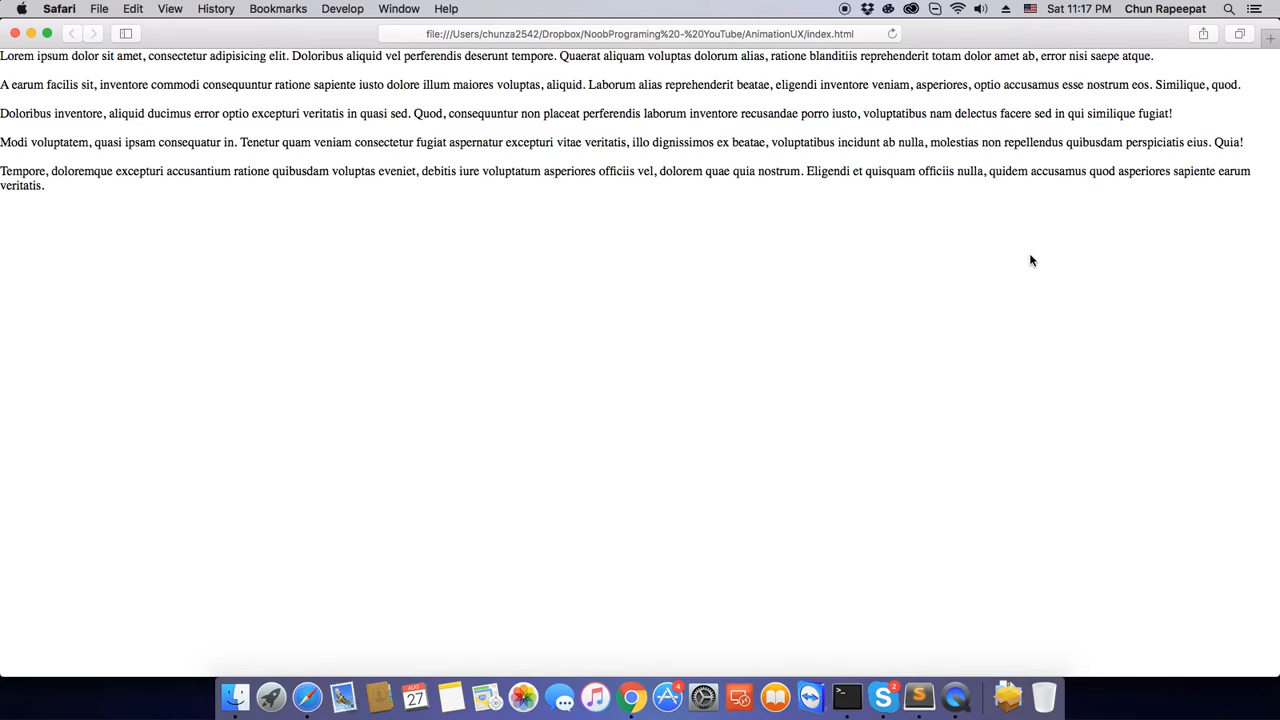 Safari File Edit View History Bookmarks Develop Window Help Sat 11:17 PM Chun Rapeepat
file:///Users/chunza2542/Dropbox/NoobPrograming%20-%20YouTube/AnimationUX/index.html
Lorem ipsum dolor sit amet, consectetur adipisicing elit. Doloribus aliquid vel perferendis deserunt tempore. Quaerat aliquam voluptas dolorum alias, ratione blanditiis reprehenderit totam dolor amet ab, error nisi saepe atque.
A earum facilis sit, inventore commodi consequuntur ratione sapiente iusto dolore illum maiores voluptas, aliquid. Laborum alias reprehenderit beatae, eligendi inventore veniam, asperiores, optio accusamus esse nostrum eos. Similique, quod.
Doloribus inventore, aliquid ducimus error optio excepturi veritatis in quasi sed. Quod, consequuntur non placeat perferendis laborum inventore recusandae porro iusto, voluptatibus nam delectus facere sed in qui similique fugiat!
Modi voluptatem, quasi ipsam consequatur in. Tenetur quam veniam consectetur fugiat aspernatur excepturi vitae veritatis, illo dignissimos ex beatae, voluptatibus incidunt ab nulla, molestias non repellendus quibusdam perspiciatis eius. Quia!
Tempore, doloremque excepturi accusantium ratione quibusdam voluptas eveniet, debitis iure voluptatum asperiores officiis vel, dolorem quae quia nostrum. Eligendi et quisquam officiis nulla, quidem accusamus quod asperiores sapiente earum
veritatis.
AUG 4 2
27